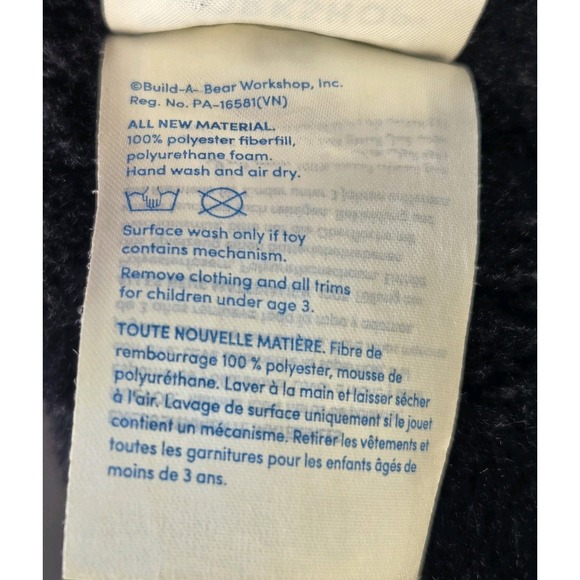 ©Build-A- Bear Workshop, Inc.
Reg. No. PA-16581(VN)
ALL NEW MATERIAL.
100% polyester fiberfill,
polyurethane foam.
Hand wash and air dry.
Surface wash only if toy
contains mechanism.
Remove clothing and all trims
for children under age 3.
TOUTE NOUVELLE MATIÈRE. Fibre de
rembourrage 100 % polyester, mousse de
polyuréthane. Laver à la main et laisser sécher
à l'air. Lavage de surface uniquement si le jouet
contient un mécanisme. Retirer les vêtements et
toutes les garnitures pour les enfants âgés de
moins de 3 ans.